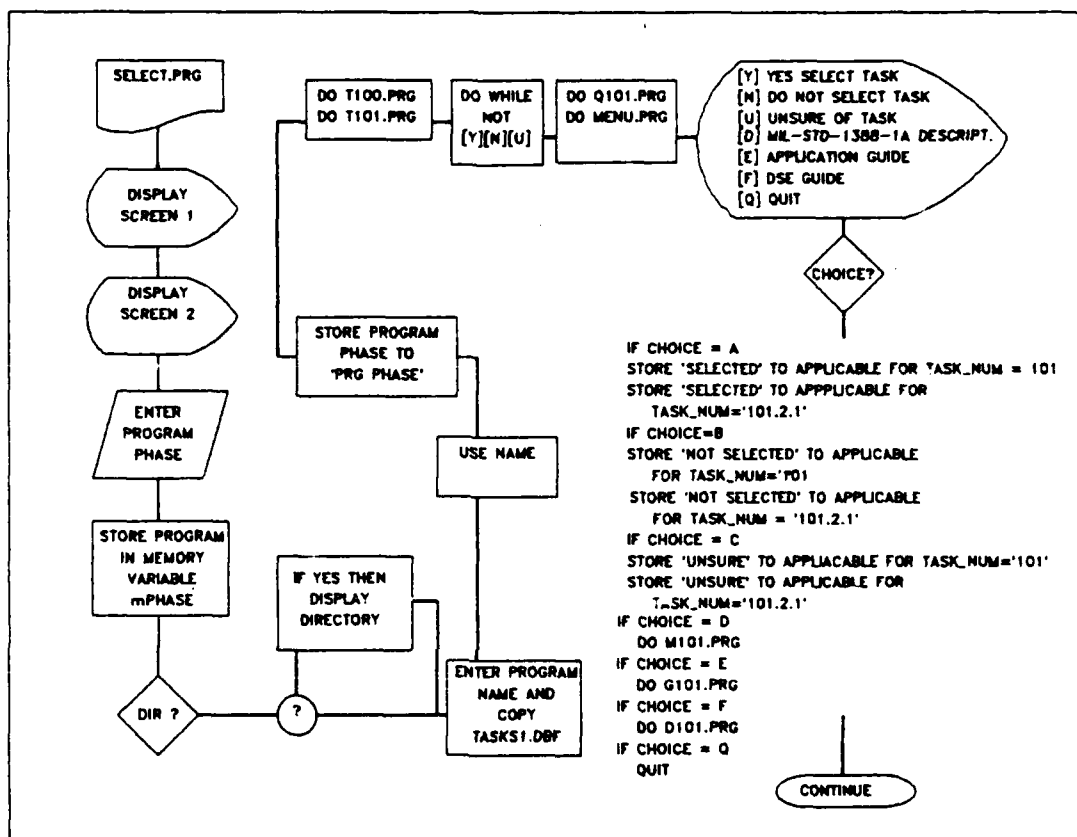 SELECT.PRG
DISPLAY
SCREEN 1
DISPLAY
SCREEN 2
ENTER
PROGRAM
PHASE
STORE PROGRAM
IN MEMORY
VARIABLE
mPHASE
DIR ?
?
IF YES THEN
DISPLAY
DIRECTORY
ENTER PROGRAM
NAME AND
COPY
TASKS1.DBF
USE NAME
STORE PROGRAM
PHASE TO
'PRG PHASE'
DO T100.PRG
DO T101.PRG
DO WHILE
NOT
[Y][N][U]
DO Q101.PRG
DO MENU.PRG
[Y] YES SELECT TASK
[N] DO NOT SELECT TASK
[U] UNSURE OF TASK
[D] MIL-STD-1388-1A DESCRIPT.
[E] APPLICATION GUIDE
[F] DSE GUIDE
[Q] QUIT
CHOICE?
IF CHOICE = A
STORE 'SELECTED' TO APPLICABLE FOR TASK_NUM = 101
STORE 'SELECTED' TO APPPLICABLE FOR
TASK_NUM='101.2.1'
IF CHOICE=B
STORE 'NOT SELECTED' TO APPLICABLE
FOR TASK_NUM='101
STORE 'NOT SELECTED' TO APPLICABLE
FOR TASK_NUM = '101.2.1'
IF CHOICE = C
STORE 'UNSURE' TO APPLIACABLE FOR TASK_NUM='101'
STORE 'UNSURE' TO APPLICABLE FOR
TASK_NUM='101.2.1'
IF CHOICE = D
DO M101.PRG
IF CHOICE = E
DO G101.PRG
IF CHOICE = F
DO D101.PRG
IF CHOICE = Q
QUIT
CONTINUE